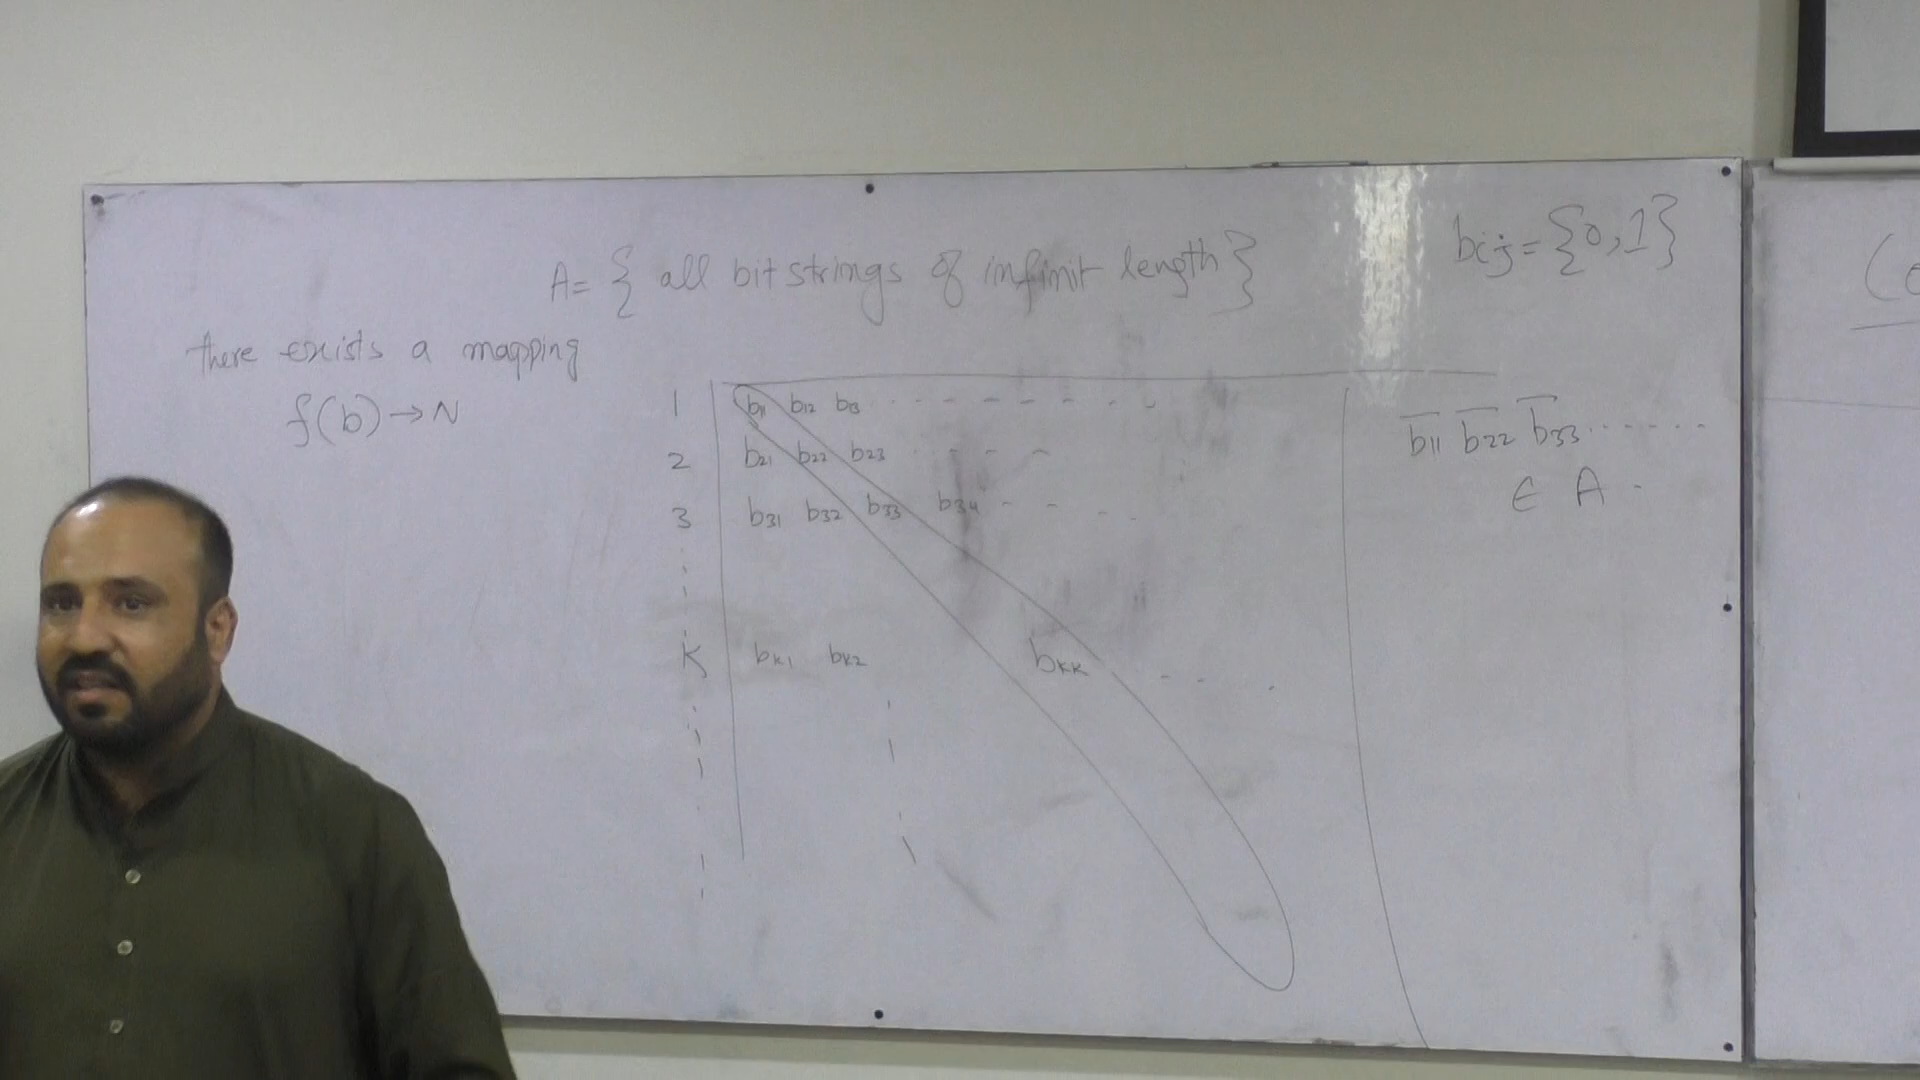 A = { all bit strings of infinit length }
bij = {0,1}
there exists a mapping
f(b) → N
1 b11 b12 b13 - - - - - - - -
2 b21 b22 b23 - - - -
3 b31 b32 b33 b34 - - - -
K bK1 bK2 bKK - - -
b̅11 b̅22 b̅33 ......
∈ A .